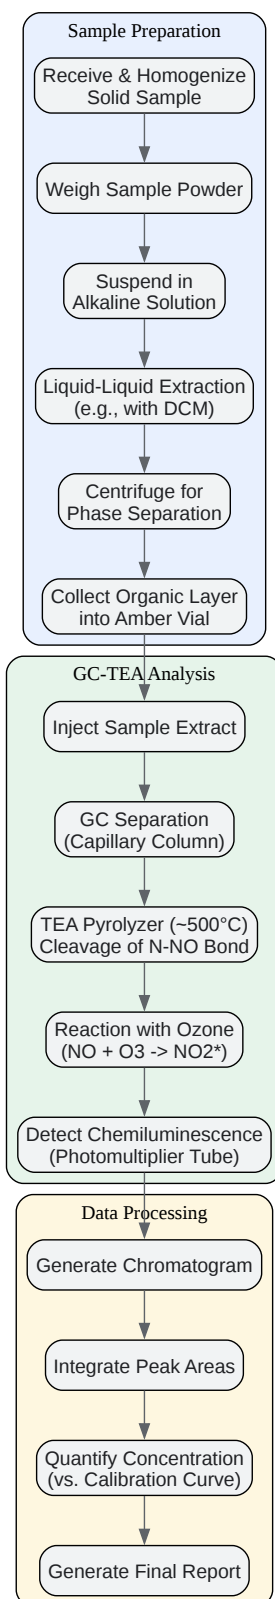 Sample Preparation
Receive & Homogenize
Solid Sample
Weigh Sample Powder
Suspend in
Alkaline Solution
Liquid-Liquid Extraction
(e.g., with DCM)
Centrifuge for
Phase Separation
Collect Organic Layer
into Amber Vial
GC-TEA Analysis
Inject Sample Extract
GC Separation
(Capillary Column)
TEA Pyrolyzer (~500°C)
Cleavage of N-NO Bond
Reaction with Ozone
(NO + O3 -> NO2*)
Detect Chemiluminescence
(Photomultiplier Tube)
Data Processing
Generate Chromatogram
Integrate Peak Areas
Quantify Concentration
(vs. Calibration Curve)
Generate Final Report